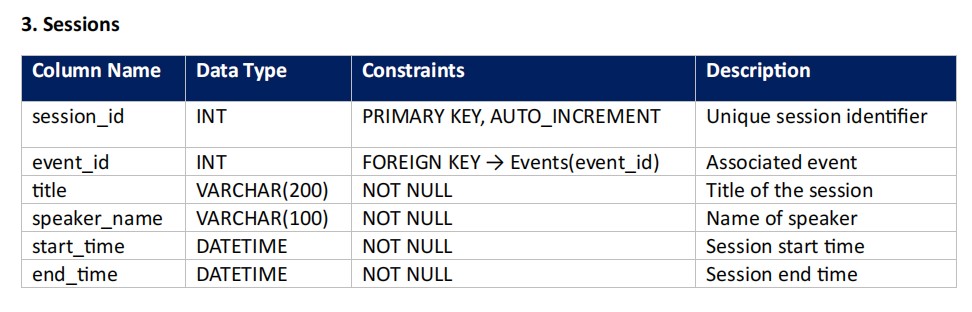 3. Sessions
Column Name Data Type Constraints Description
session_id INT PRIMARY KEY, AUTO_INCREMENT Unique session identifier
event_id INT FOREIGN KEY → Events(event_id) Associated event
title VARCHAR(200) NOT NULL Title of the session
speaker_name VARCHAR(100) NOT NULL Name of speaker
start_time DATETIME NOT NULL Session start time
end_time DATETIME NOT NULL Session end time